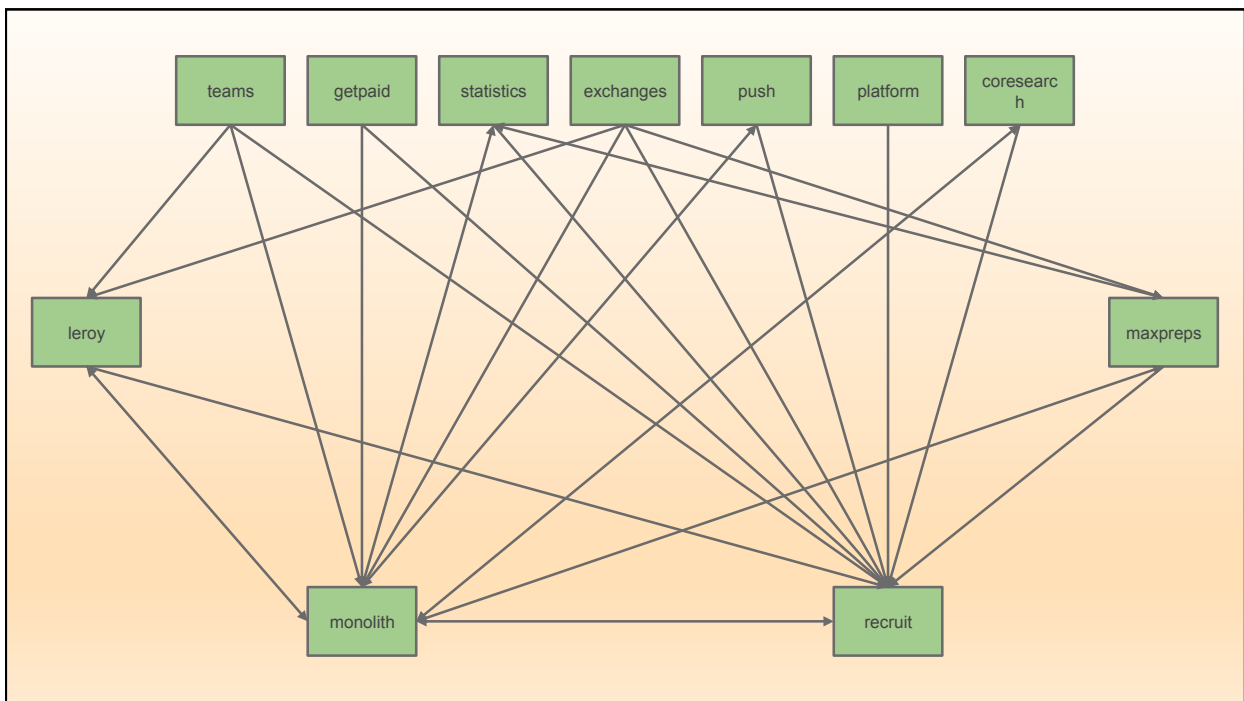 teams
getpaid
statistics
exchanges
push
platform
coresearc
h
leroy
maxpreps
monolith
recruit